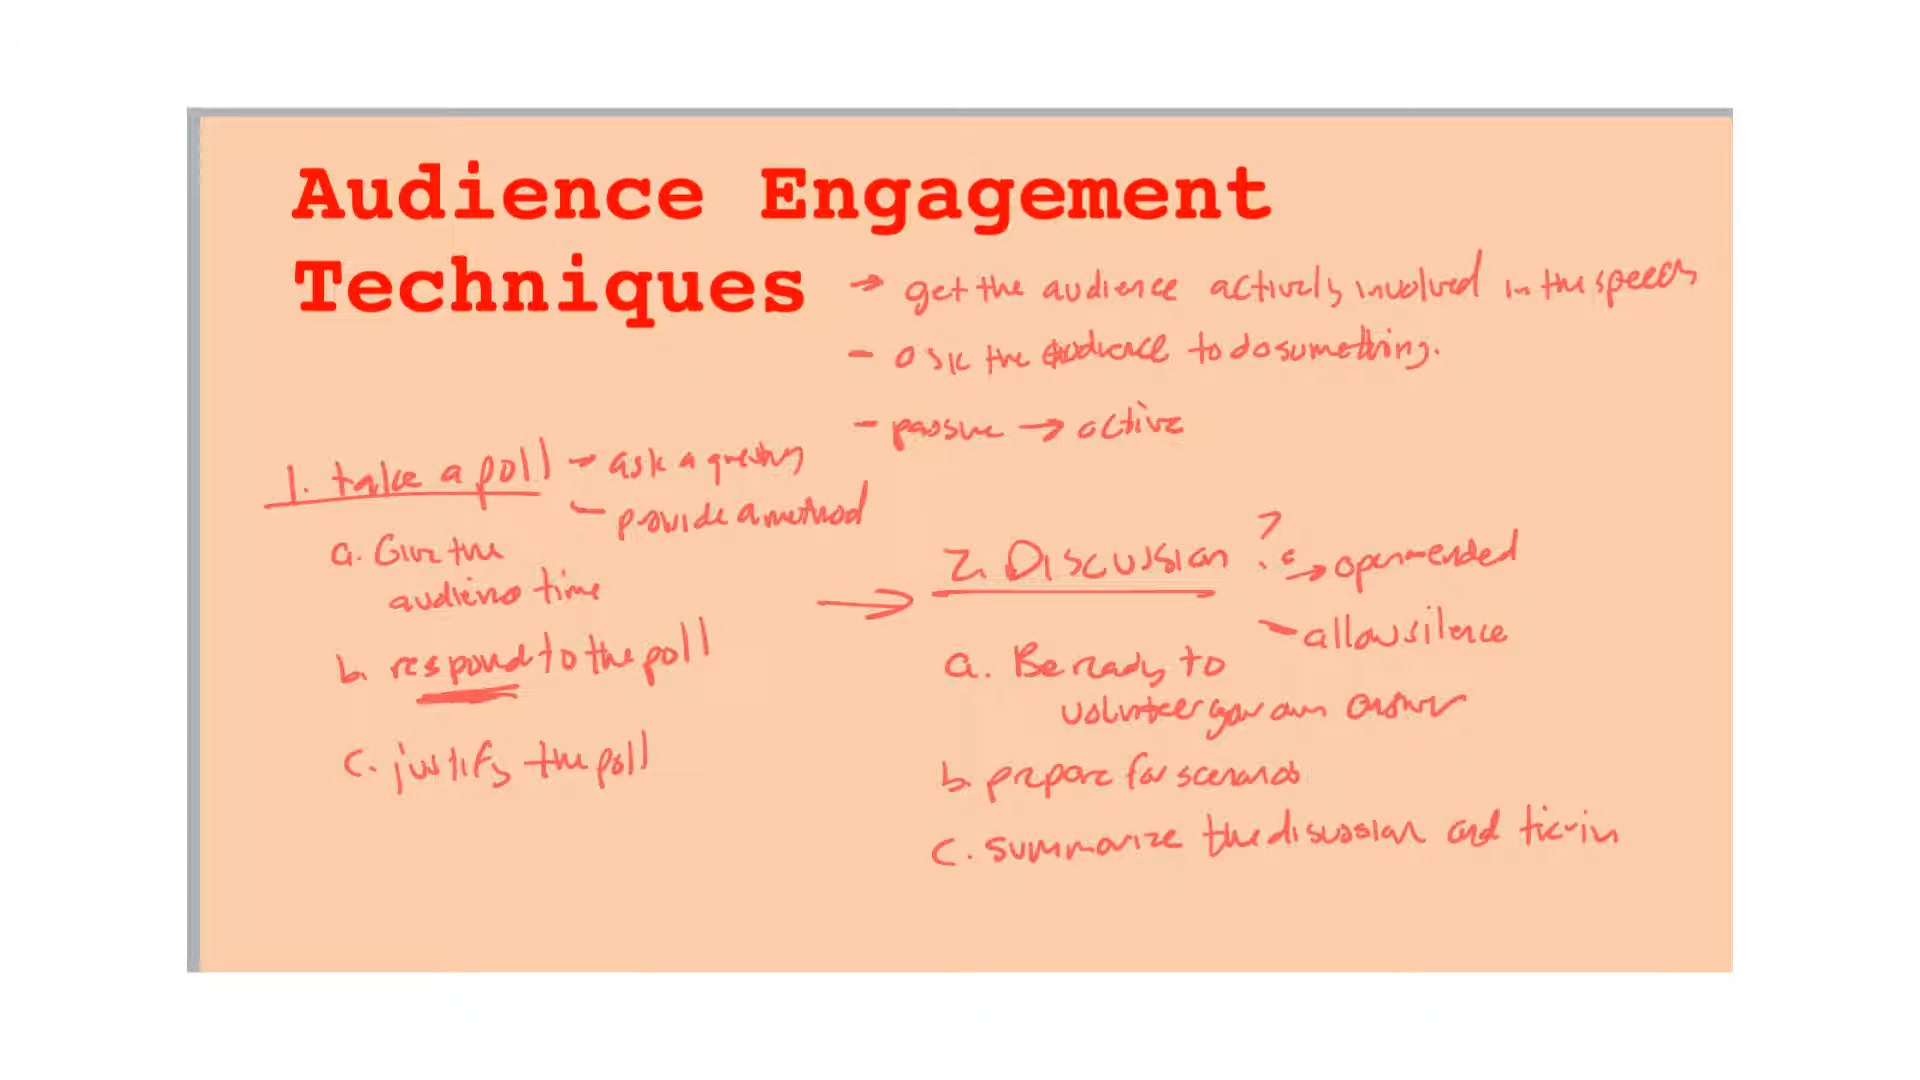 Audience Engagement
Techniques
→ get the audience actively involved in the speech
- ask the audience to do something.
- passive → active
1. take a poll → ask a question
- provide a method
a. Give the
audience time
b. respond to the poll
c. justify the poll
→ 2. Discussion ?s → open-ended
- allow silence
a. Be ready to
volunteer your own answer
b. prepare for scenarios
c. summarize the discussion and tie-in